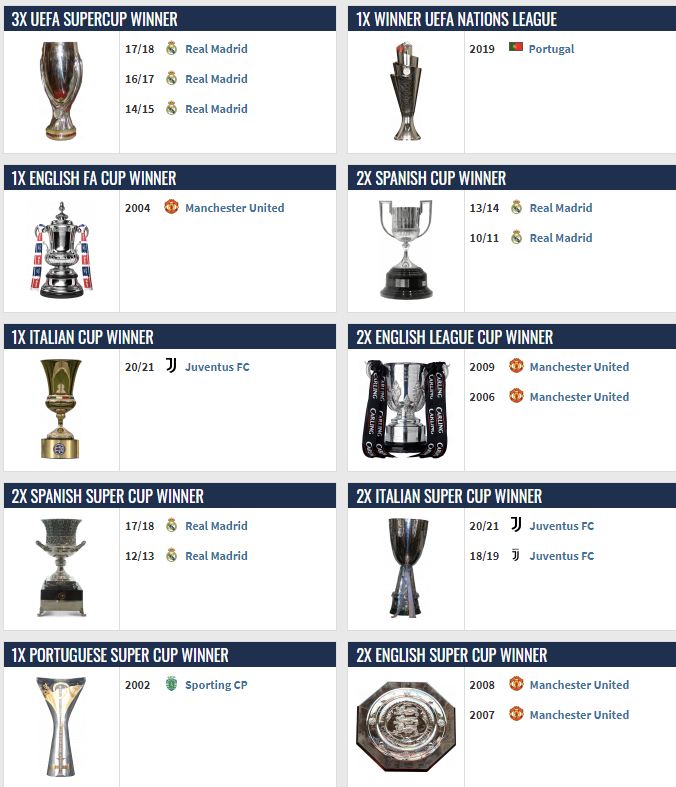 3X UEFA SUPERCUP WINNER
17/18 Real Madrid
16/17 Real Madrid
14/15 Real Madrid
1X WINNER UEFA NATIONS LEAGUE
2019 Portugal
1X ENGLISH FA CUP WINNER
2004 Manchester United
2X SPANISH CUP WINNER
13/14 Real Madrid
10/11 Real Madrid
1X ITALIAN CUP WINNER
20/21 Juventus FC
2X ENGLISH LEAGUE CUP WINNER
CARLING
CARLING
CARLING
CARLING
2009 Manchester United
2006 Manchester United
2X SPANISH SUPER CUP WINNER
17/18 Real Madrid
12/13 Real Madrid
2X ITALIAN SUPER CUP WINNER
20/21 Juventus FC
18/19 Juventus FC
1X PORTUGUESE SUPER CUP WINNER
2002 Sporting CP
2X ENGLISH SUPER CUP WINNER
2008 Manchester United
2007 Manchester United